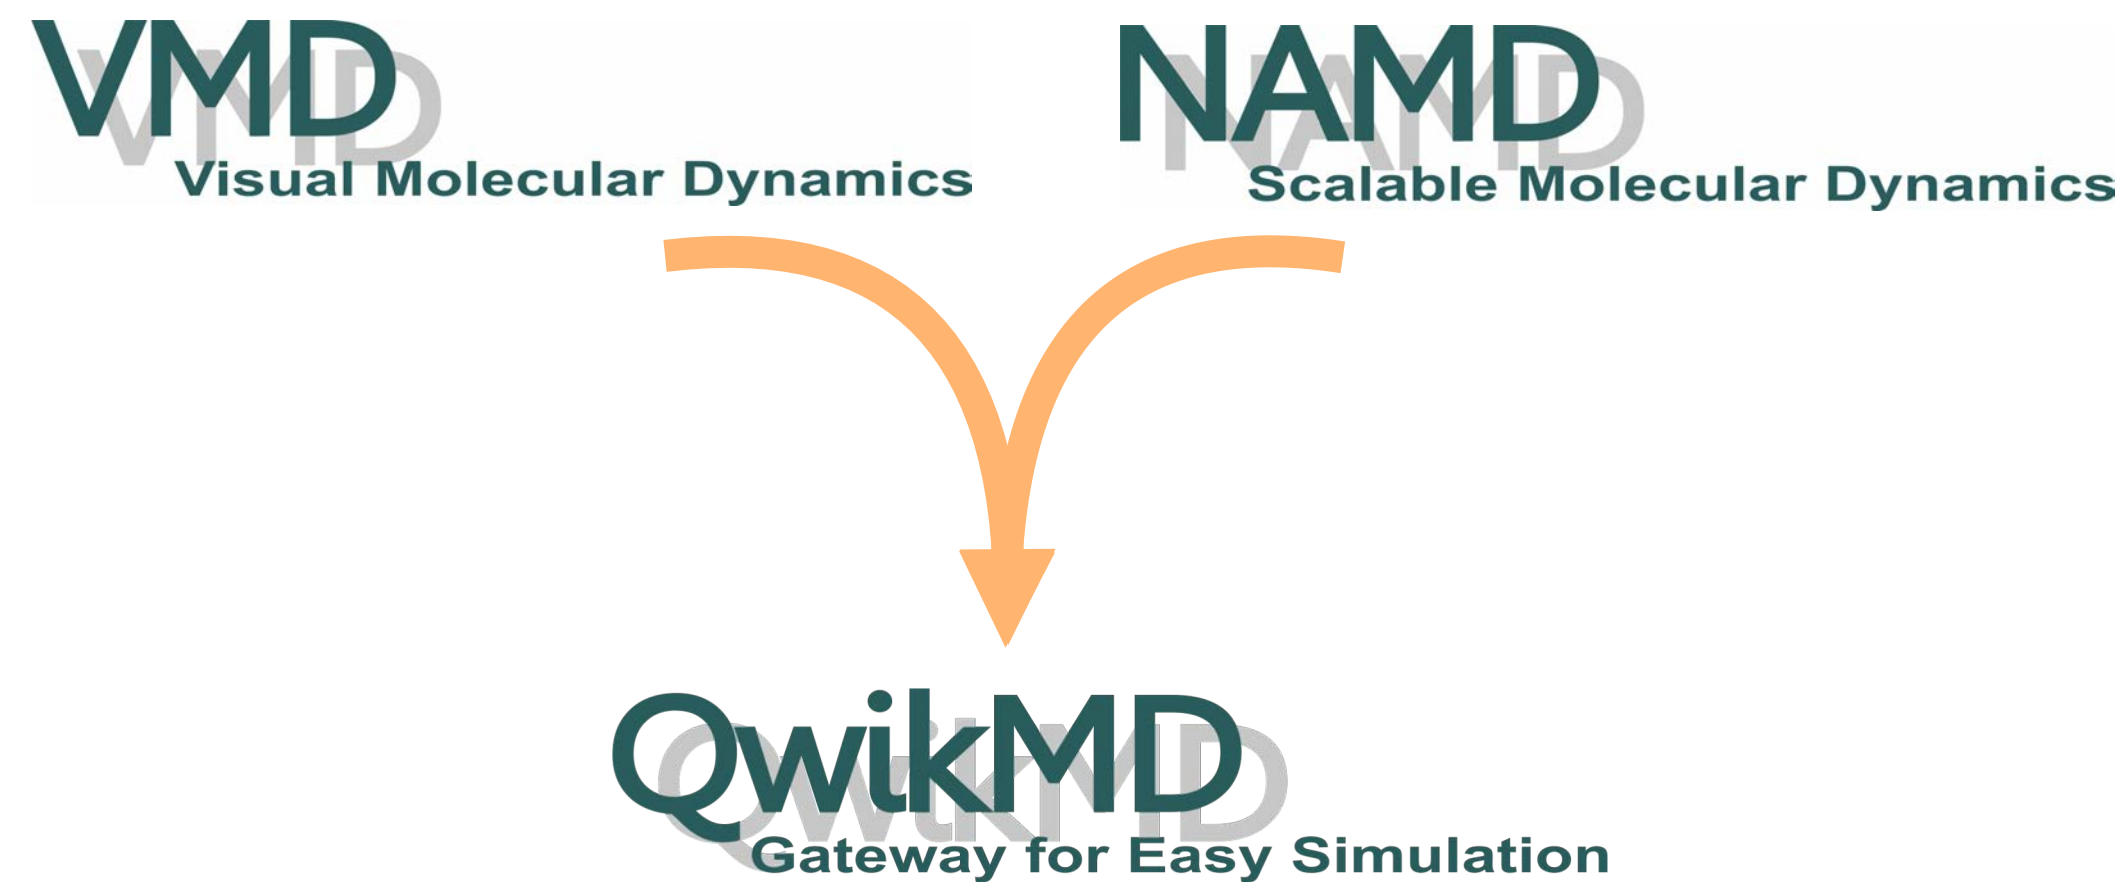 VMD
Visual Molecular Dynamics
NAMD
Scalable Molecular Dynamics
QwikMD
Gateway for Easy Simulation